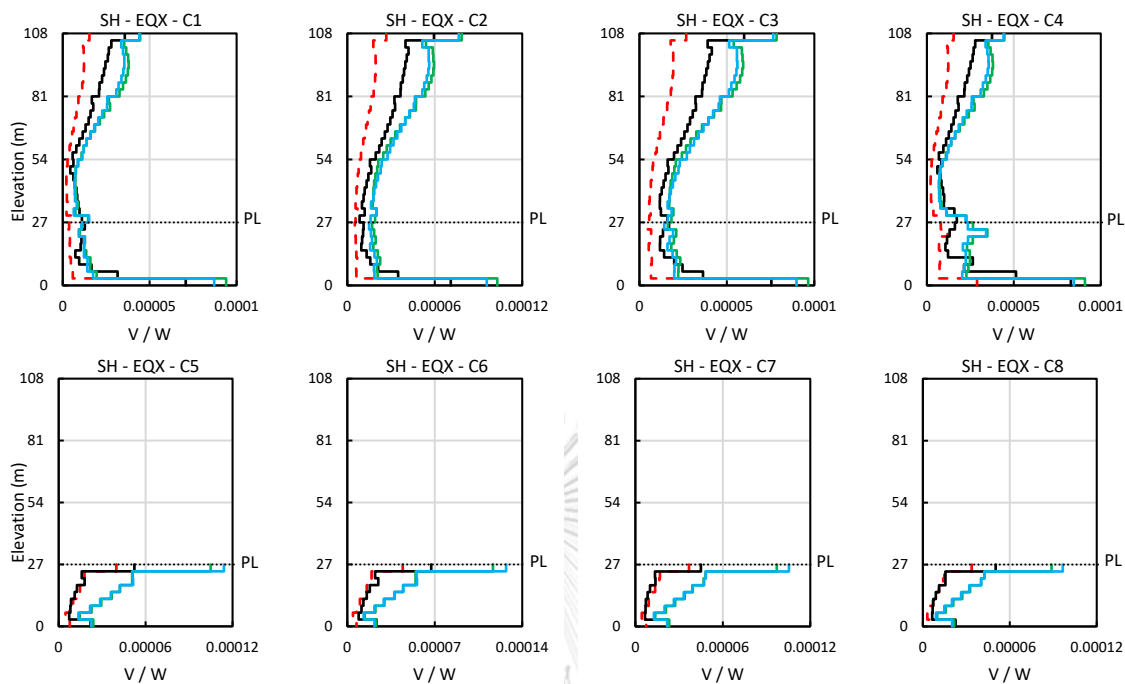 SH - EQX - C1
SH - EQX - C2
SH - EQX - C3
SH - EQX - C4
108
81
54
27
0
Elevation (m)
0
0.00005
0.0001
V / W
108
81
54
27
0
0
0.00006
0.00012
V / W
108
81
54
27
0
0
0.00005
0.0001
V / W
108
81
54
27
0
PL
0
0.00005
0.0001
V / W
PL
SH - EQX - C5
SH - EQX - C6
SH - EQX - C7
SH - EQX - C8
108
81
54
27
0
Elevation (m)
PL
0
0.00006
0.00012
V / W
108
81
54
27
0
PL
0
0.00007
0.00014
V / W
108
81
54
27
0
PL
0
0.00006
0.00012
V / W
108
81
54
27
0
PL
0
0.00006
0.00012
V / W